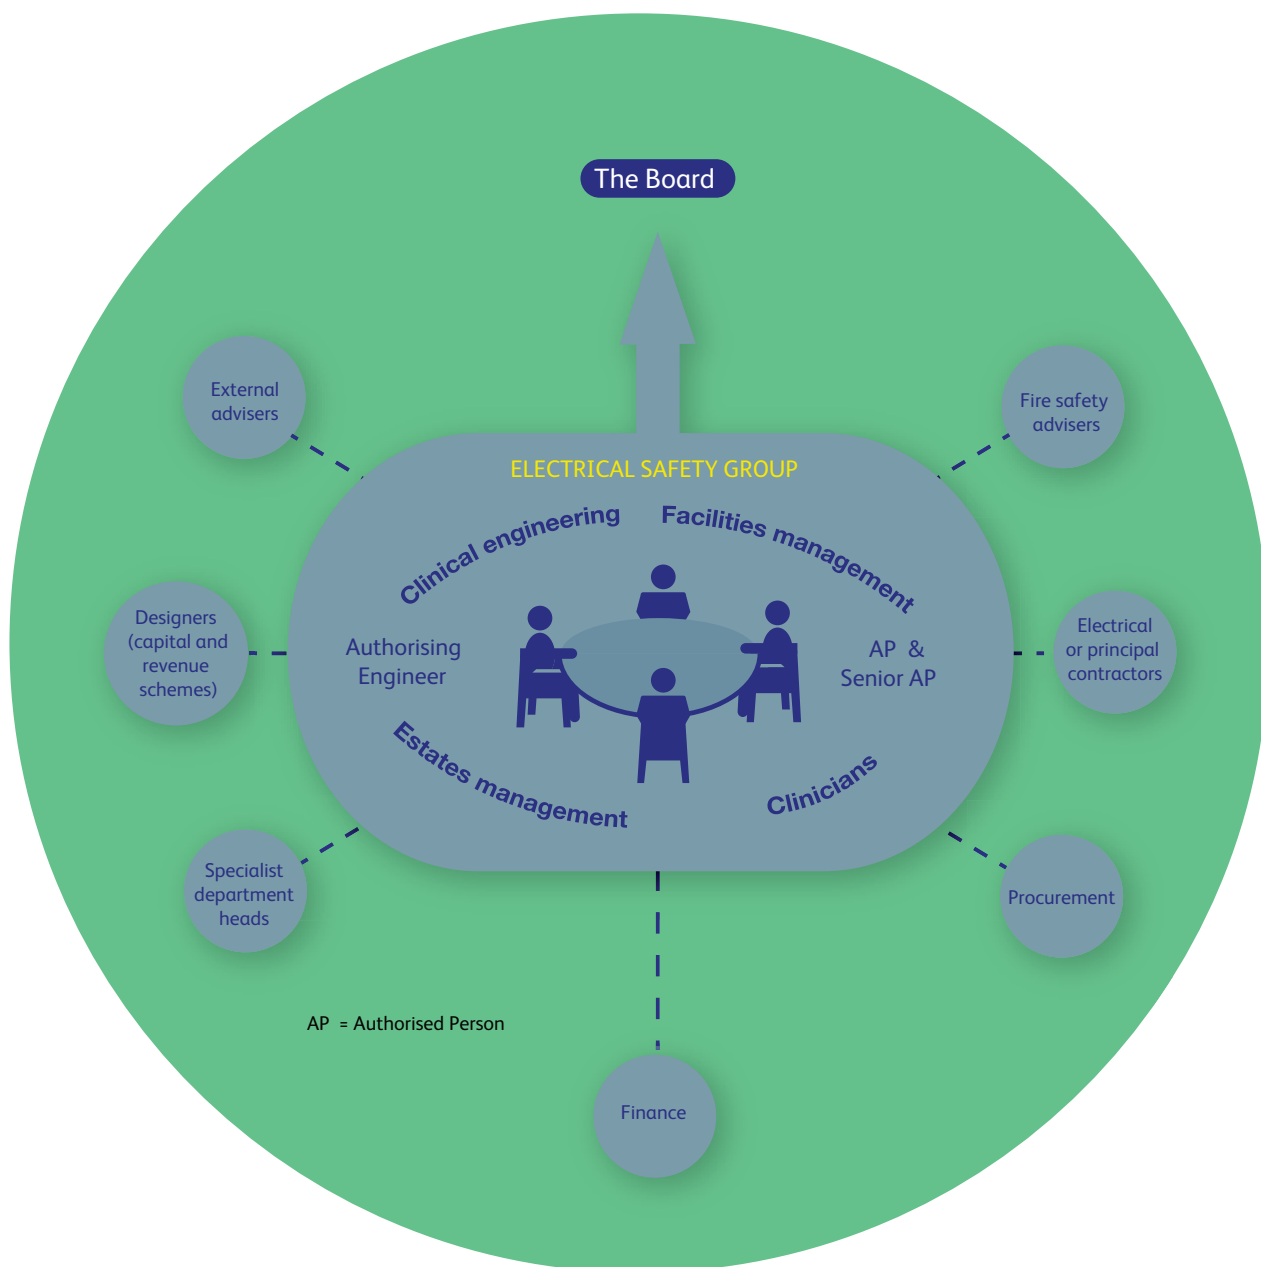 The Board
External
advisers
Fire safety
advisers
ELECTRICAL SAFETY GROUP
Clinical engineering
Facilities management
Designers
(capital and
revenue
schemes)
Authorising
Engineer
AP &
Senior AP
Electrical
or principal
contractors
Estates management
Clinicians
Specialist
department
heads
Procurement
AP = Authorised Person
Finance